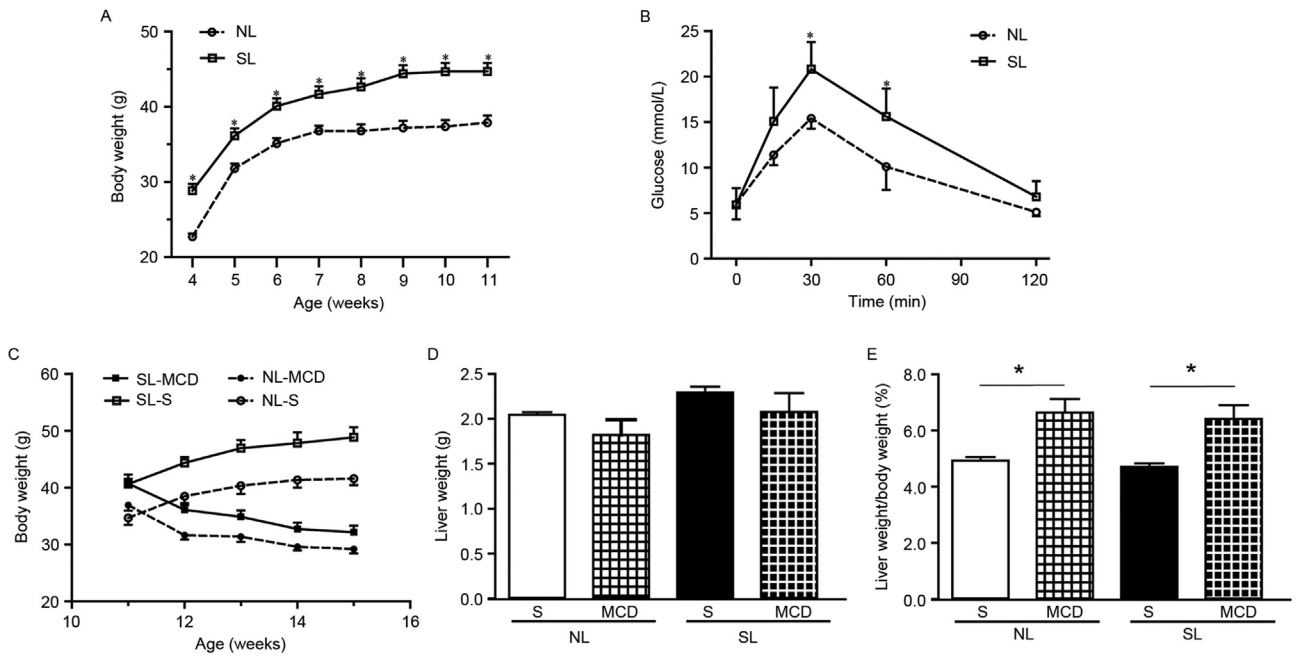 A
NL
SL
50
40
30
20
Body weight (g)
* * * * * * * *
4 5 6 7 8 9 10 11
Age (weeks)
B
NL
SL
25
20
15
10
5
0
Glucose (mmol/L)
* *
0 30 60 90 120
Time (min)
C
SL-MCD NL-MCD
SL-S NL-S
60
50
40
30
20
Body weight (g)
10 12 14 16
Age (weeks)
D
2.5
2.0
1.5
1.0
0.5
0.0
Liver weight (g)
S MCD S MCD
NL SL
E
8.0
6.0
4.0
2.0
0.0
Liver weight/body weight (%)
* *
S MCD S MCD
NL SL